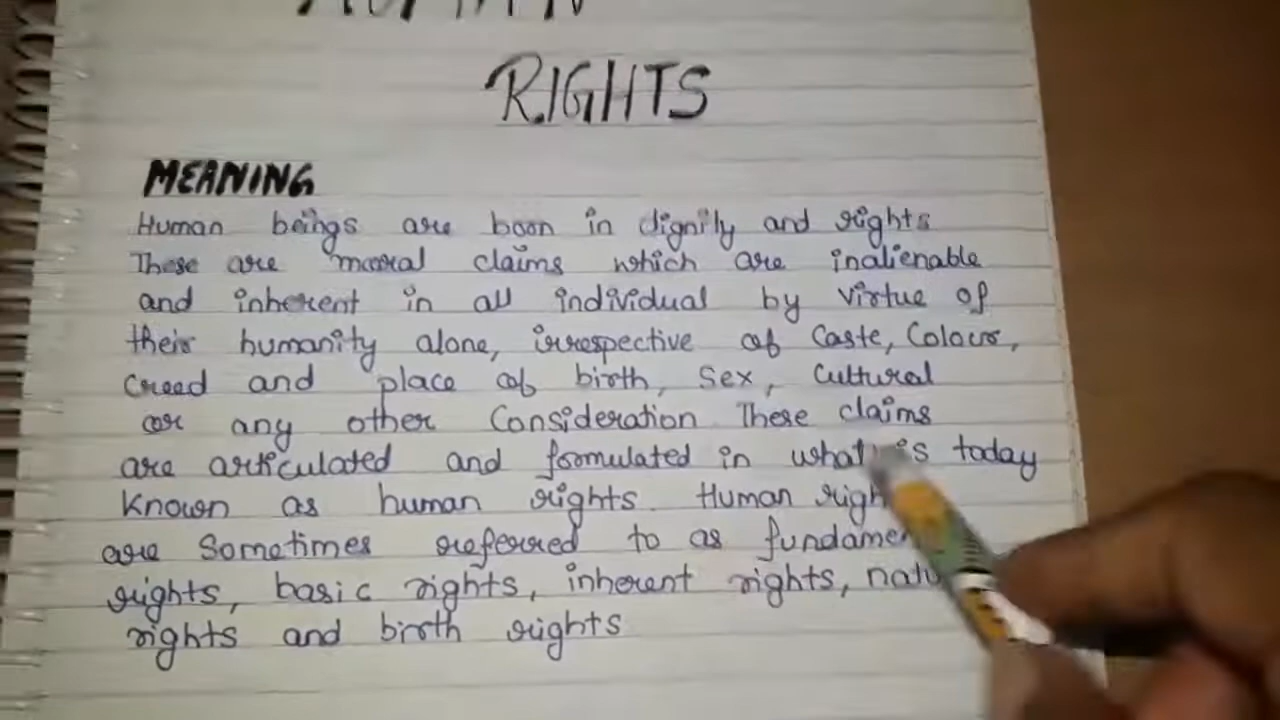 RIGHTS
MEANING
Human beings are born in dignity and rights
These are moral claims which are inalienable
and inherent in all individual by virtue of
their humanity alone, irrespective of Caste, Colour,
Creed and place of birth, Sex, Cultural
or any other Consideration These claims
are articulated and formulated in what is today
Known as human rights. Human
are Sometimes referred to as
rights, basic rights, inherent rights,
rights and birth rights